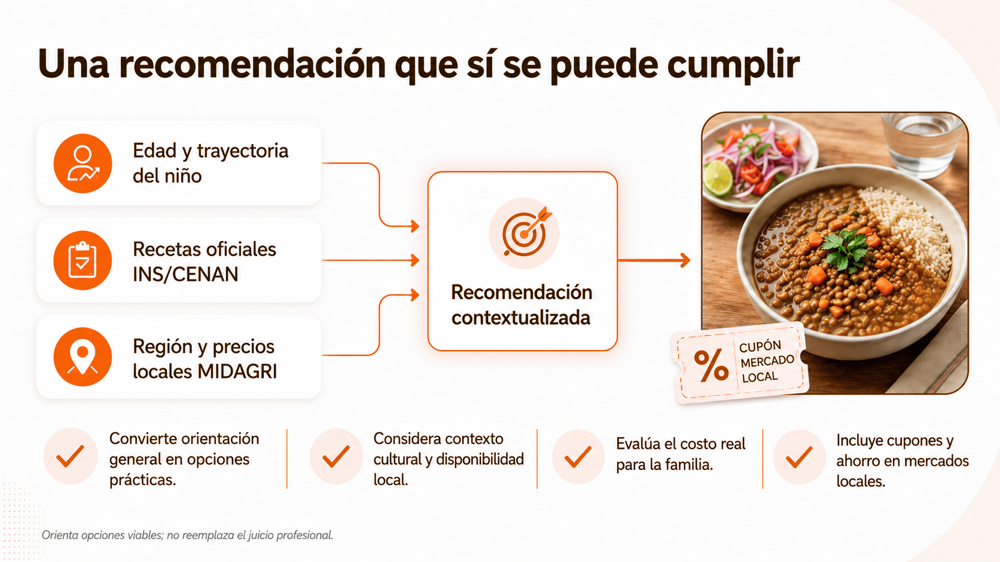 Una recomendación que sí se puede cumplir
Edad y trayectoria
del niño
Recetas oficiales
INS/CENAN
Región y precios
locales MIDAGRI
Recomendación
contextualizada
%
CUPÓN
MERCADO
LOCAL
Convierte orientación
general en opciones
prácticas.
Considera contexto
cultural y disponibilidad
local.
Evalúa el costo real
para la familia.
Incluye cupones y
ahorro en mercados
locales.
Orienta opciones viables; no reemplaza el juicio profesional.